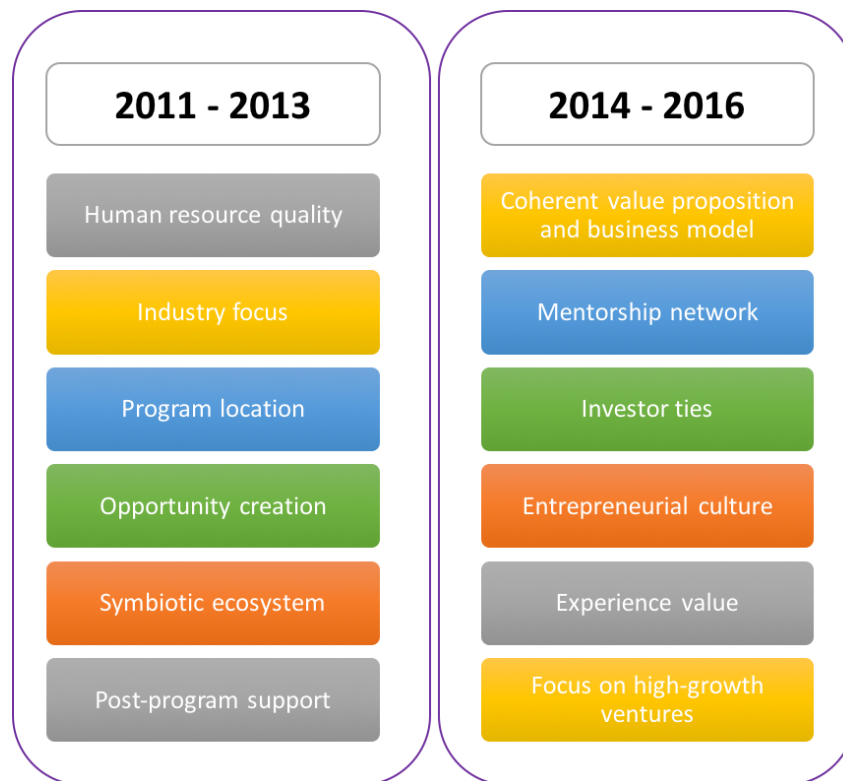 2011 - 2013
Human resource quality
Industry focus
Program location
Opportunity creation
Symbiotic ecosystem
Post-program support
2014 - 2016
Coherent value proposition
and business model
Mentorship network
Investor ties
Entrepreneurial culture
Experience value
Focus on high-growth
ventures